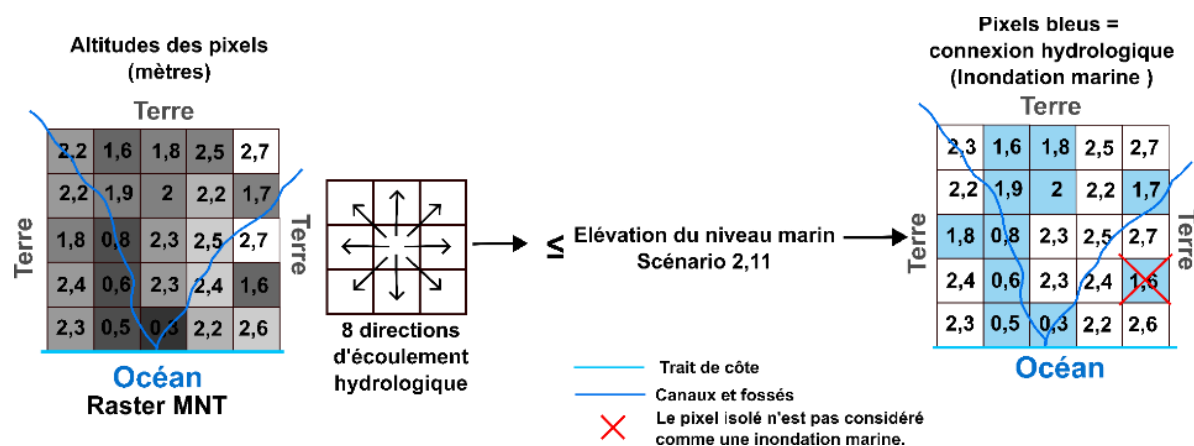 Altitudes des pixels
(mètres)
Terre
2,2 1,6 1,8 2,5 2,7
2,2 1,9 2 2,2 1,7
1,8 0,8 2,3 2,5 2,7
2,4 0,6 2,3 2,4 1,6
2,3 0,5 0,3 2,2 2,6
Terre
Terre
Océan
Raster MNT
8 directions
d'écoulement
hydrologique
≤ Elévation du niveau marin
Scénario 2,11
Pixels bleus =
connexion hydrologique
(Inondation marine )
Terre
2,3 1,6 1,8 2,5 2,7
2,2 1,9 2 2,2 1,7
1,8 0,8 2,3 2,5 2,7
2,4 0,6 2,3 2,4 1,6
2,3 0,5 0,3 2,2 2,6
Terre
Terre
Océan
Trait de côte
Canaux et fossés
Le pixel isolé n'est pas considéré
comme une inondation marine.